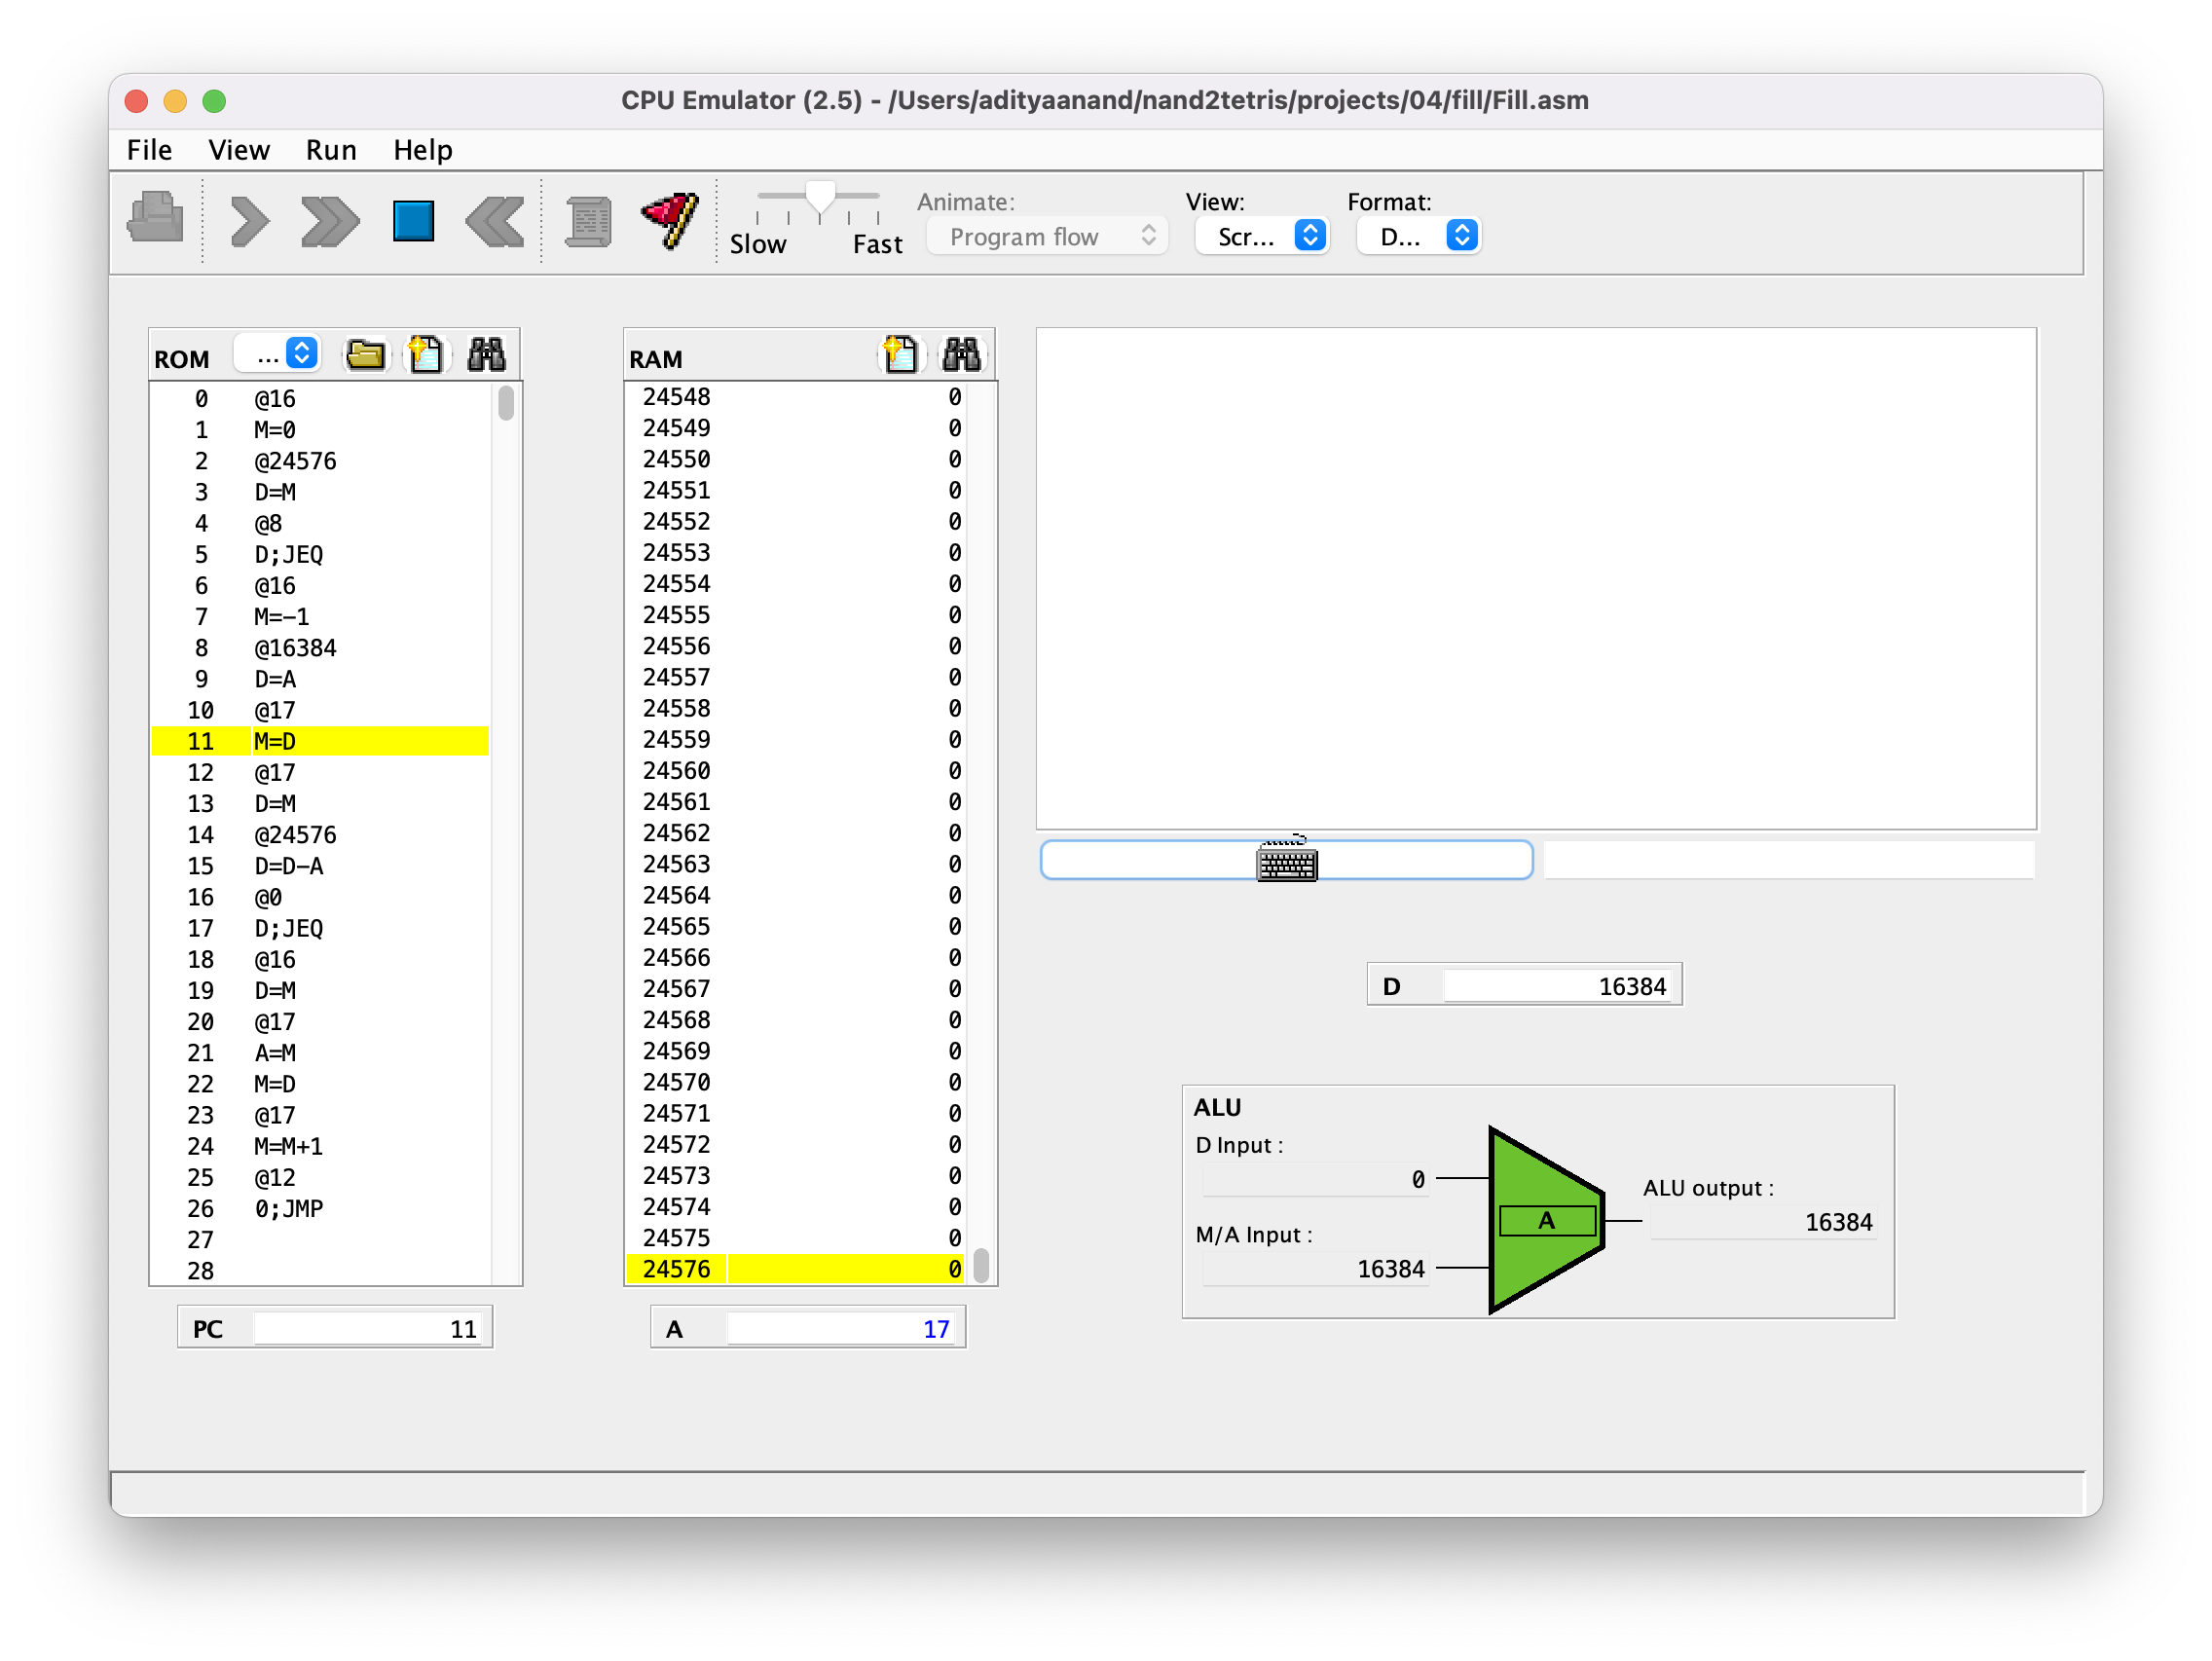 CPU Emulator (2.5) - /Users/adityaanand/nand2tetris/projects/04/fill/Fill.asm
File View Run Help
Slow Fast
Animate:
Program flow
View:
Scr...
Format:
D...
ROM ...
0 @16
1 M=0
2 @24576
3 D=M
4 @8
5 D;JEQ
6 @16
7 M=-1
8 @16384
9 D=A
10 @17
11 M=D
12 @17
13 D=M
14 @24576
15 D=D-A
16 @0
17 D;JEQ
18 @16
19 D=M
20 @17
21 A=M
22 M=D
23 @17
24 M=M+1
25 @12
26 0;JMP
27
28
PC 11
RAM
24548 0
24549 0
24550 0
24551 0
24552 0
24553 0
24554 0
24555 0
24556 0
24557 0
24558 0
24559 0
24560 0
24561 0
24562 0
24563 0
24564 0
24565 0
24566 0
24567 0
24568 0
24569 0
24570 0
24571 0
24572 0
24573 0
24574 0
24575 0
24576 0
A 17
D 16384
ALU
D Input :
0
M/A Input :
16384
A
ALU output :
16384